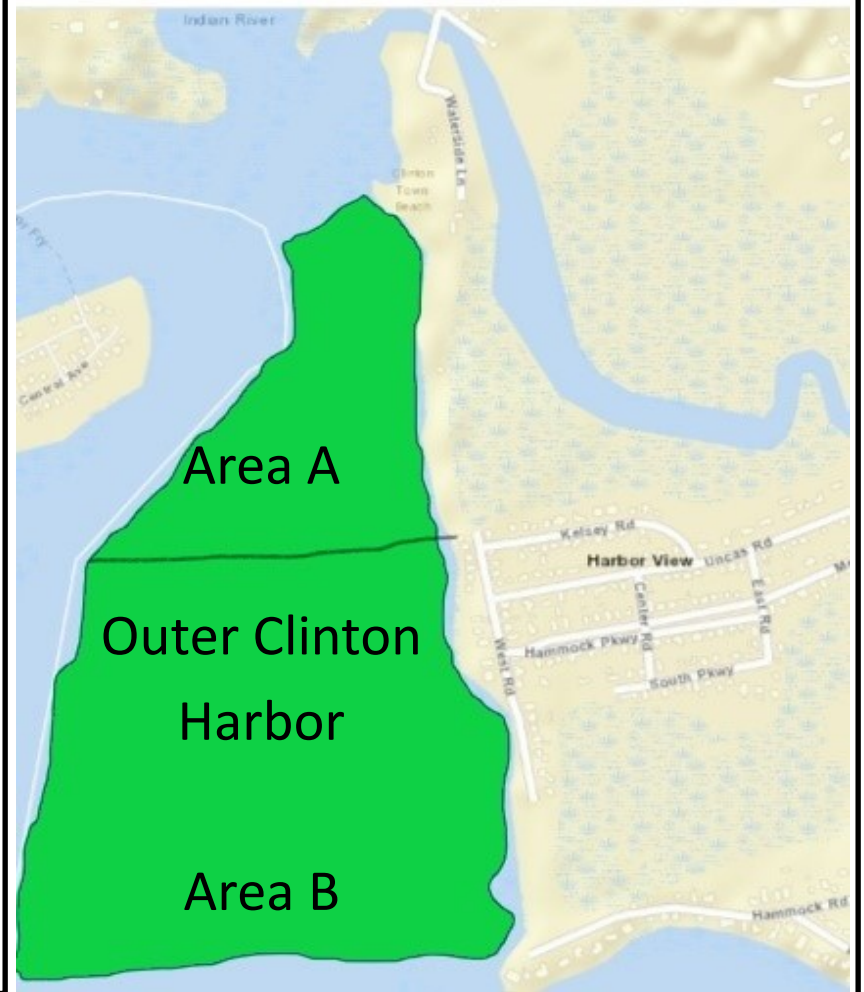 Indian River
Waterside Ln
Clinton
Town
Beach
Central Ave
Area A
Kelsey Rd
Harbor View
Uncas Rd
Center Rd
East Rd
Outer Clinton
Hammock Pkwy
West Rd
South Pkwy
Harbor
Area B
Hammock Rd